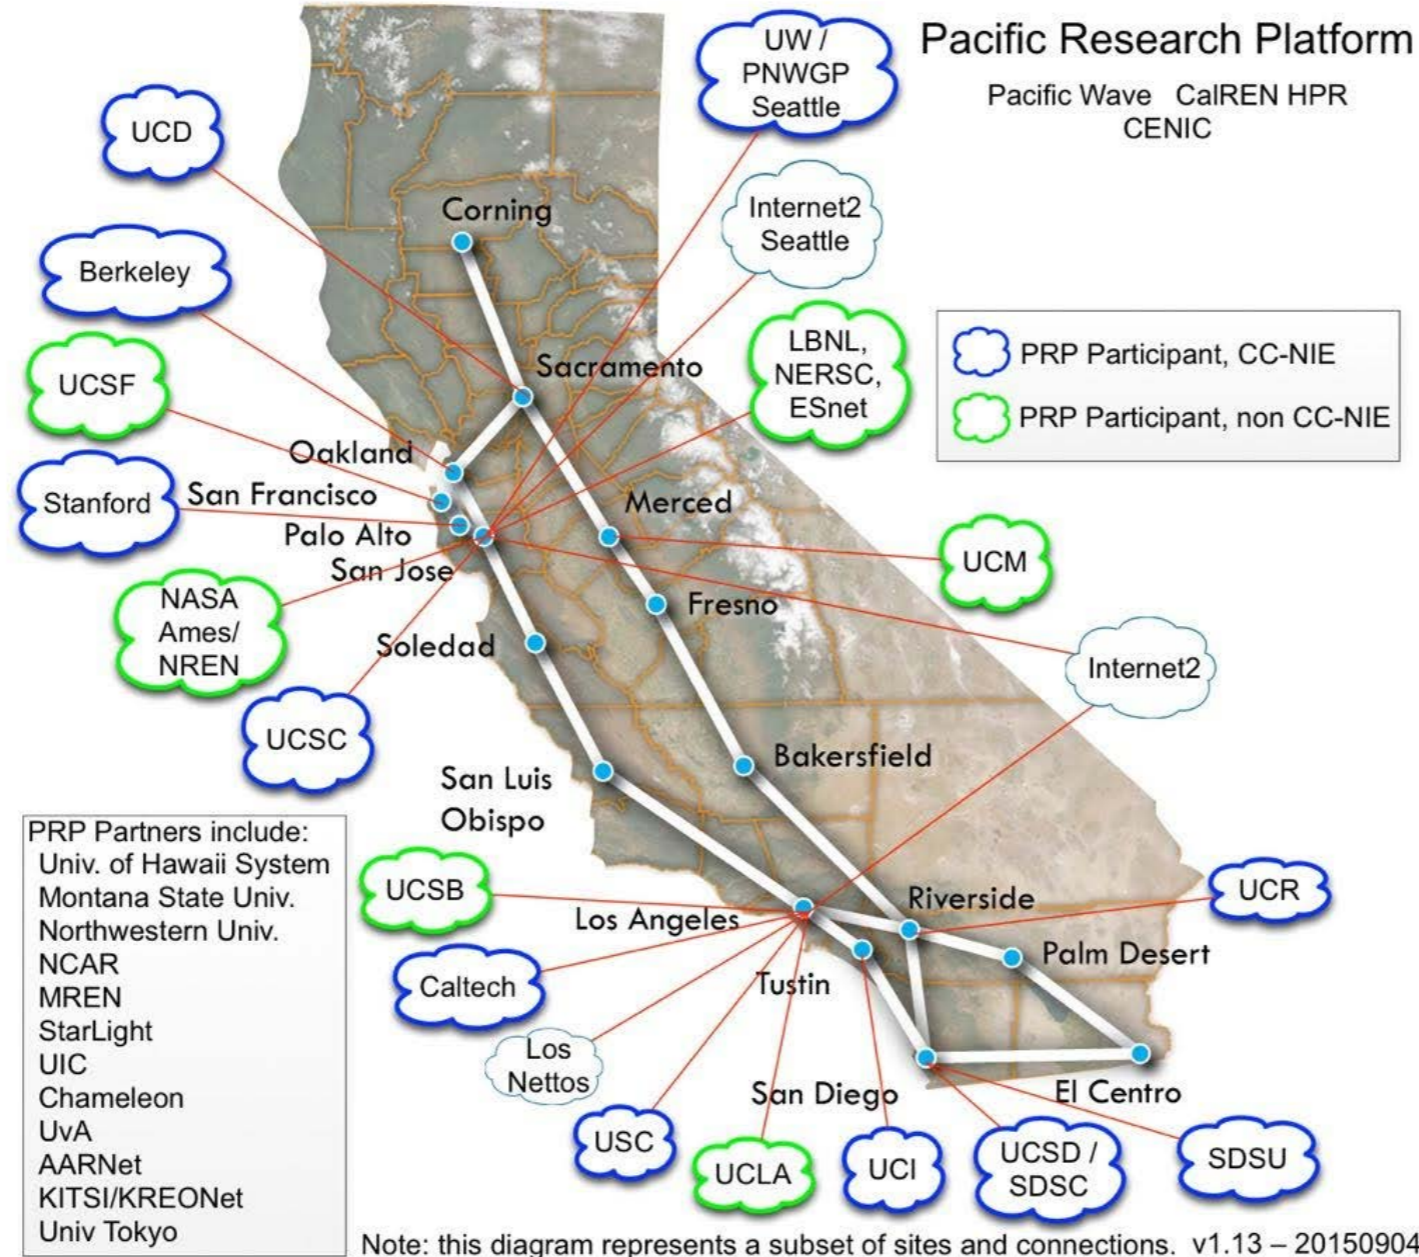 Pacific Research Platform
Pacific Wave CalREN HPR
CENIC
UW /
PNWGP
Seattle
UCD
Internet2
Seattle
Corning
Berkeley
LBNL,
NERSC,
ESnet
PRP Participant, CC-NIE
PRP Participant, non CC-NIE
UCSF
Sacramento
Oakland
Stanford
San Francisco
Merced
Palo Alto
San Jose
UCM
NASA
Ames/
NREN
Fresno
Soledad
Internet2
UCSC
San Luis
Obispo
Bakersfield
PRP Partners include:
Univ. of Hawaii System
Montana State Univ.
Northwestern Univ.
NCAR
MREN
StarLight
UIC
Chameleon
UvA
AARNet
KITSI/KREONet
Univ Tokyo
UCSB
Los Angeles
Riverside
UCR
Caltech
Tustin
Palm Desert
Los
Nettos
San Diego
El Centro
USC
UCLA
UCI
UCSD /
SDSC
SDSU
Note: this diagram represents a subset of sites and connections. v1.13 – 20150904